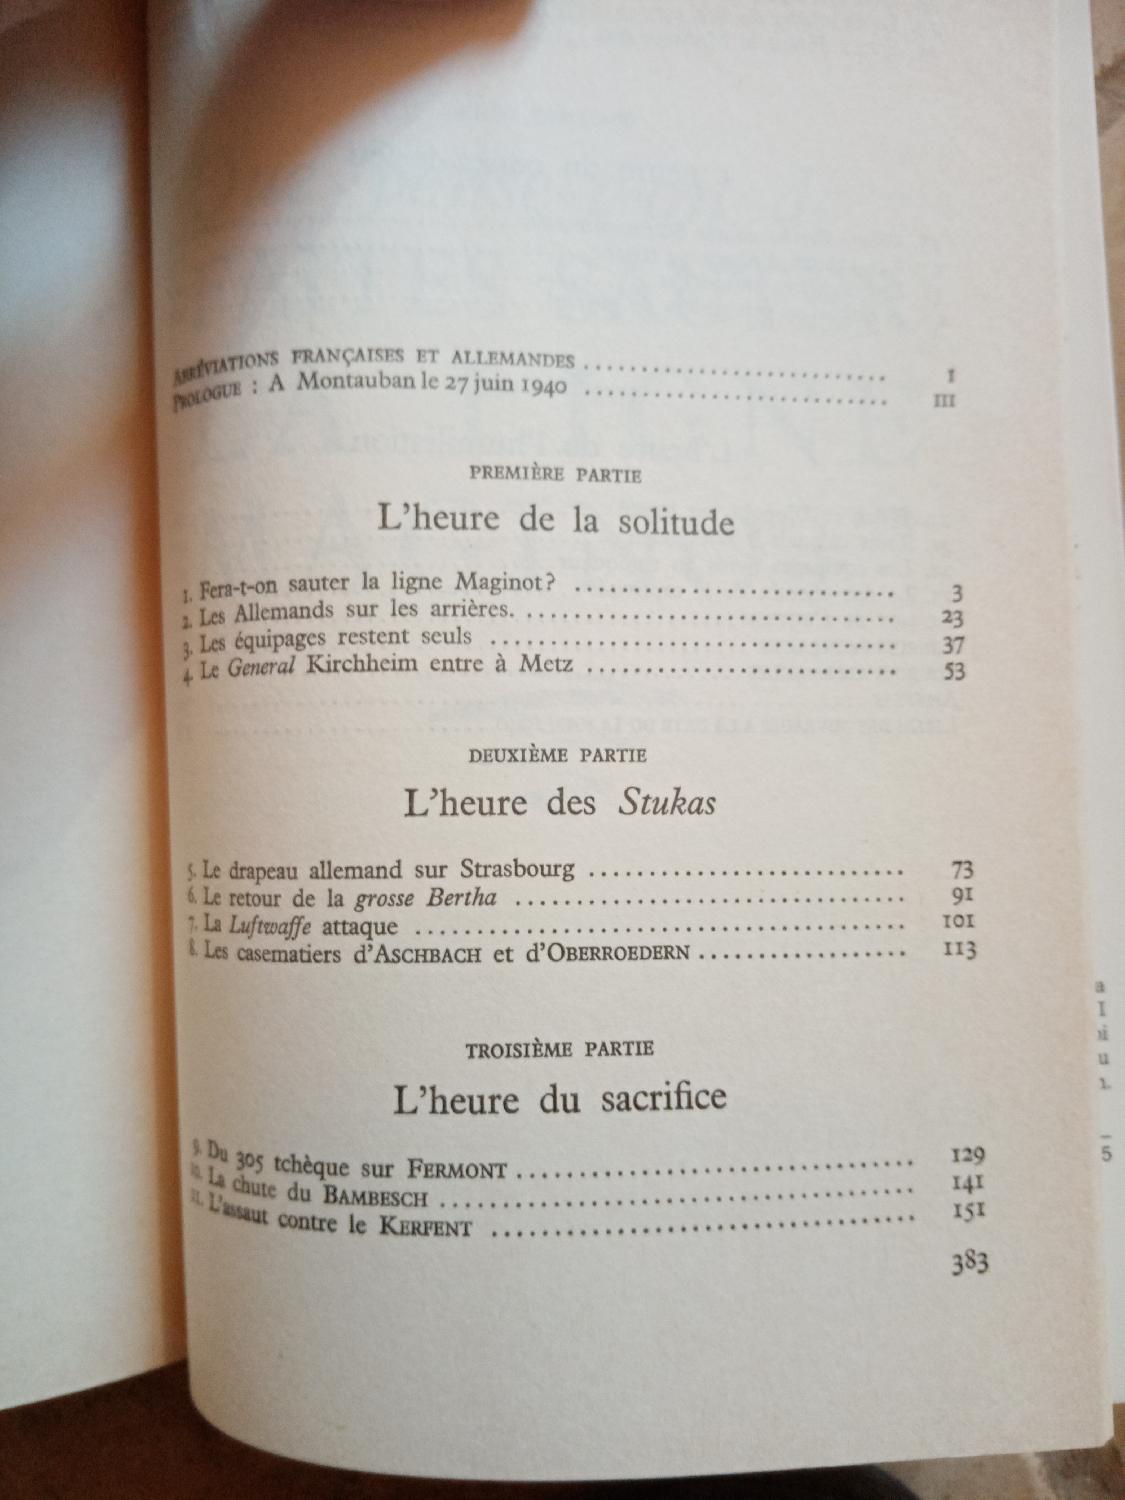 ABRÉVIATIONS FRANÇAISES ET ALLEMANDES ........................... I
PROLOGUE : A Montauban le 27 juin 1940 ........................... III
PREMIÈRE PARTIE
L'heure de la solitude
1. Fera-t-on sauter la ligne Maginot ? ........................... 3
2. Les Allemands sur les arrières. ........................... 23
3. Les équipages restent seuls ........................... 37
4. Le General Kirchheim entre à Metz ........................... 53
DEUXIÈME PARTIE
L'heure des Stukas
5. Le drapeau allemand sur Strasbourg ........................... 73
6. Le retour de la grosse Bertha ........................... 91
7. La Luftwaffe attaque ........................... 101
8. Les casematiers d'ASCHBACH et d'OBERROEDERN .................. 113
TROISIÈME PARTIE
L'heure du sacrifice
9. Du 305 tchèque sur FERMONT ........................... 129
10. La chute du BAMBESCH ........................... 141
11. L'assaut contre le KERFENT ........................... 151
383